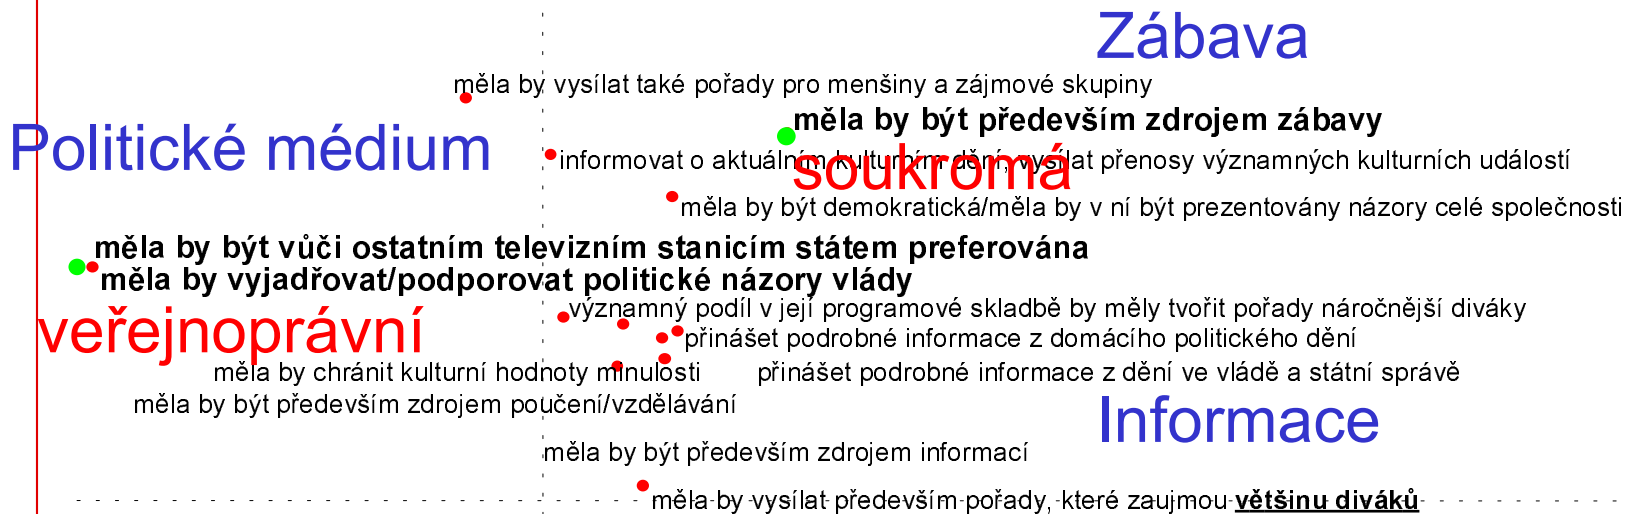 Zábava
měla by vysílat také pořady pro menšiny a zájmové skupiny
měla by být především zdrojem zábavy
Politické médium
informovat o aktuálním kulturním dění, vysílat přenosy významných kulturních událostí
soukromá
měla by být demokratická/měla by v ní být prezentovány názory celé společnosti
měla by být vůči ostatním televizním stanicím státem preferována
měla by vyjadřovat/podporovat politické názory vlády
významný podíl v její programové skladbě by měly tvořit pořady náročnější diváky
veřejnoprávní
přinášet podrobné informace z domácího politického dění
měla by chránit kulturní hodnoty minulosti
přinášet podrobné informace z dění ve vládě a státní správě
měla by být především zdrojem poučení/vzdělávání
Informace
měla by být především zdrojem informací
měla by vysílat především pořady, které zaujmou většinu diváků